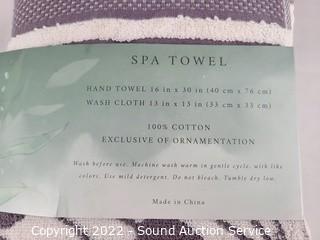 SPA TOWEL
HAND TOWEL 16 in x 30 in (40 cm x 76 cm)
WASH CLOTH 13 in x 13 in (33 cm x 33 cm)
100% COTTON
EXCLUSIVE OF ORNAMENTATION
Wash before use. Machine wash warm in gentle cycle. with like
colors. Use mild detergent. Do not bleach. Tumble dry low.
Made in China
Copyright 2022 - Sound Auction Service